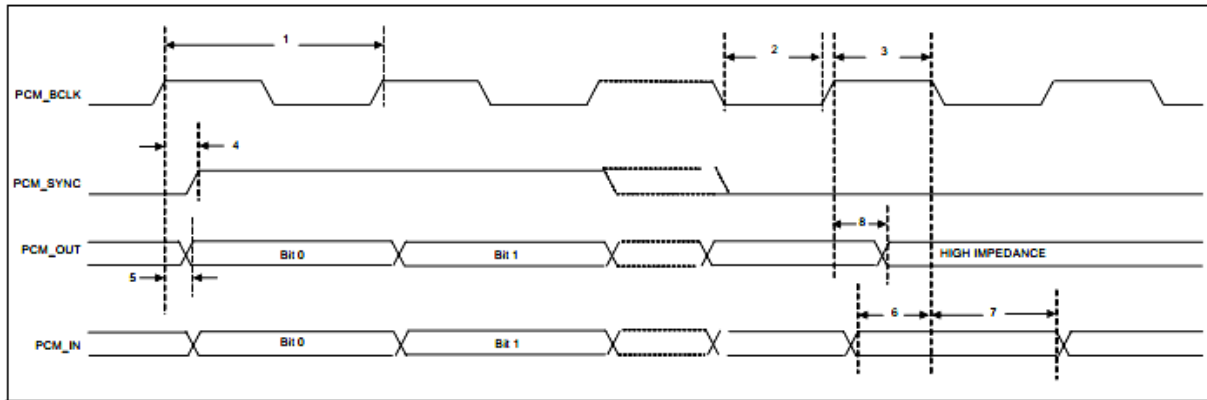 1
2
3
PCM_BCLK
4
PCM_SYNC
8
PCM_OUT
Bit 0
Bit 1
HIGH IMPEDANCE
5
6
7
PCM_IN
Bit 0
Bit 1